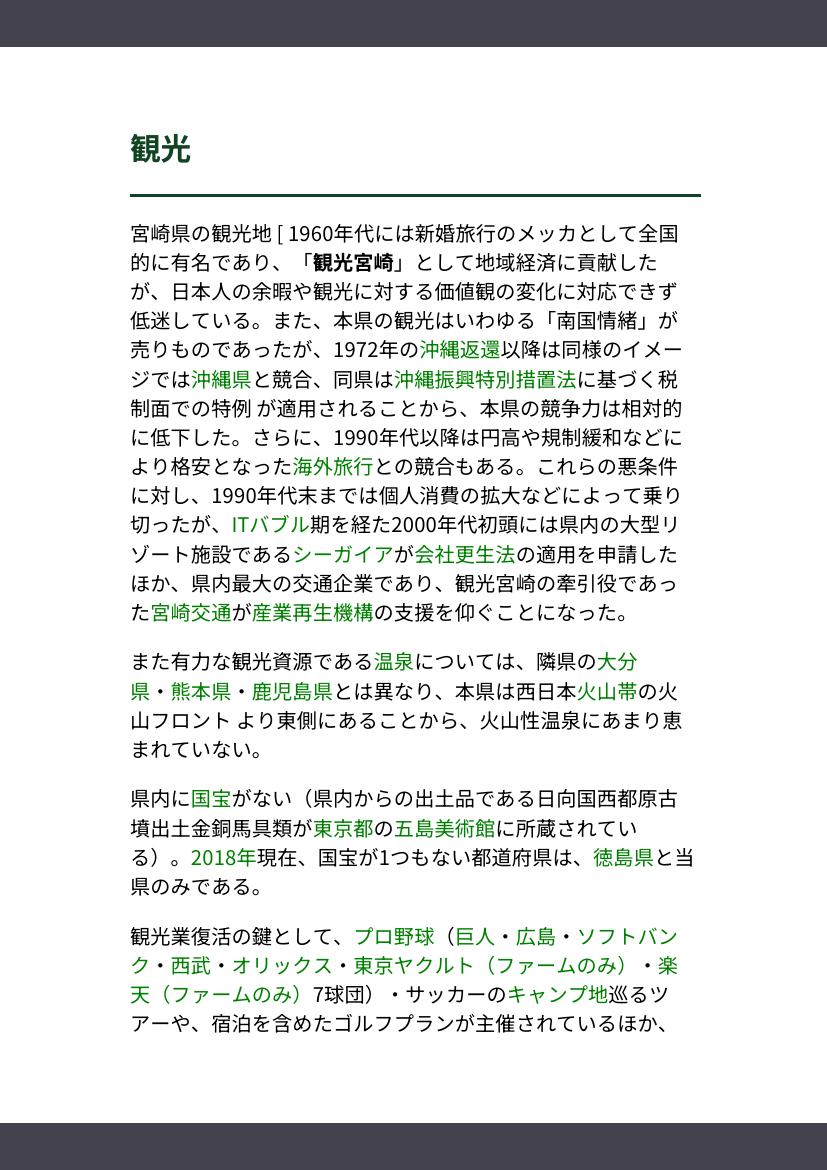 観光
宮崎県の観光地 [ 1960年代には新婚旅行のメッカとして全国
的に有名であり、「観光宮崎」として地域経済に貢献した
が、日本人の余暇や観光に対する価値観の変化に対応できず
低迷している。また、本県の観光はいわゆる「南国情緒」が
売りものであったが、1972年の沖縄返還以降は同様のイメー
ジでは沖縄県と競合、同県は沖縄振興特別措置法に基づく税
制面での特例 が適用されることから、本県の競争力は相対的
に低下した。さらに、1990年代以降は円高や規制緩和などに
より格安となった海外旅行との競合もある。これらの悪条件
に対し、1990年代末までは個人消費の拡大などによって乗り
切ったが、ITバブル期を経た2000年代初頭には県内の大型リ
ゾート施設であるシーガイアが会社更生法の適用を申請した
ほか、県内最大の交通企業であり、観光宮崎の牽引役であっ
た宮崎交通が産業再生機構の支援を仰ぐことになった。
また有力な観光資源である温泉については、隣県の大分
県・熊本県・鹿児島県とは異なり、本県は西日本火山帯の火
山フロント より東側にあることから、火山性温泉にあまり恵
まれていない。
県内に国宝がない（県内からの出土品である日向国西都原古
墳出土金銅馬具類が東京都の五島美術館に所蔵されてい
る）。2018年現在、国宝が1つもない都道府県は、徳島県と当
県のみである。
観光業復活の鍵として、プロ野球（巨人・広島・ソフトバン
ク・西武・オリックス・東京ヤクルト（ファームのみ）・楽
天（ファームのみ）7球団）・サッカーのキャンプ地巡るツ
アーや、宿泊を含めたゴルフプランが主催されているほか、